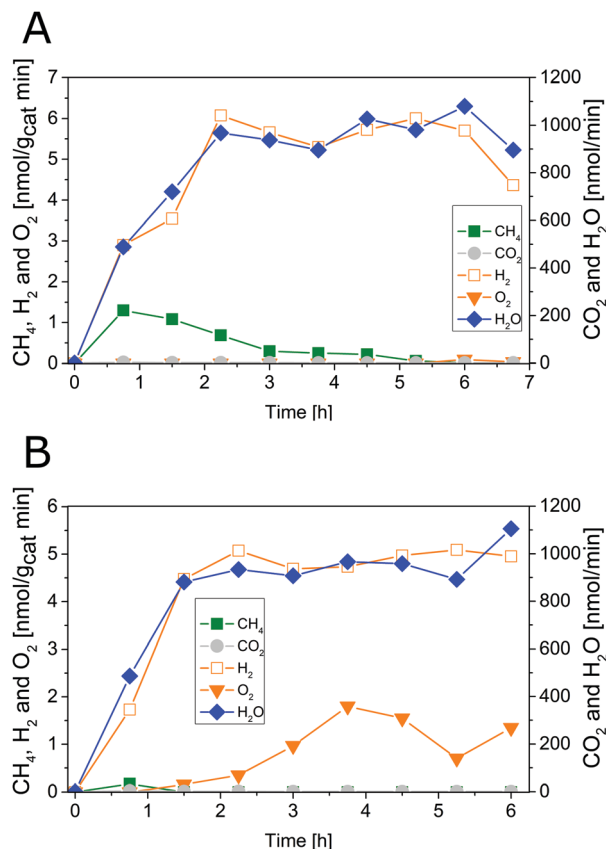 A
CH₄, H₂ and O₂ [nmol/g_cat min]
7
6
5
4
3
2
1
0
1200
1000
800
600
400
200
0
CO₂ and H₂O [nmol/min]
CH₄
CO₂
H₂
O₂
H₂O
0 1 2 3 4 5 6 7
Time [h]
B
CH₄, H₂ and O₂ [nmol/g_cat min]
6
5
4
3
2
1
0
1200
1000
800
600
400
200
0
CO₂ and H₂O [nmol/min]
CH₄
CO₂
H₂
O₂
H₂O
0 1 2 3 4 5 6
Time [h]